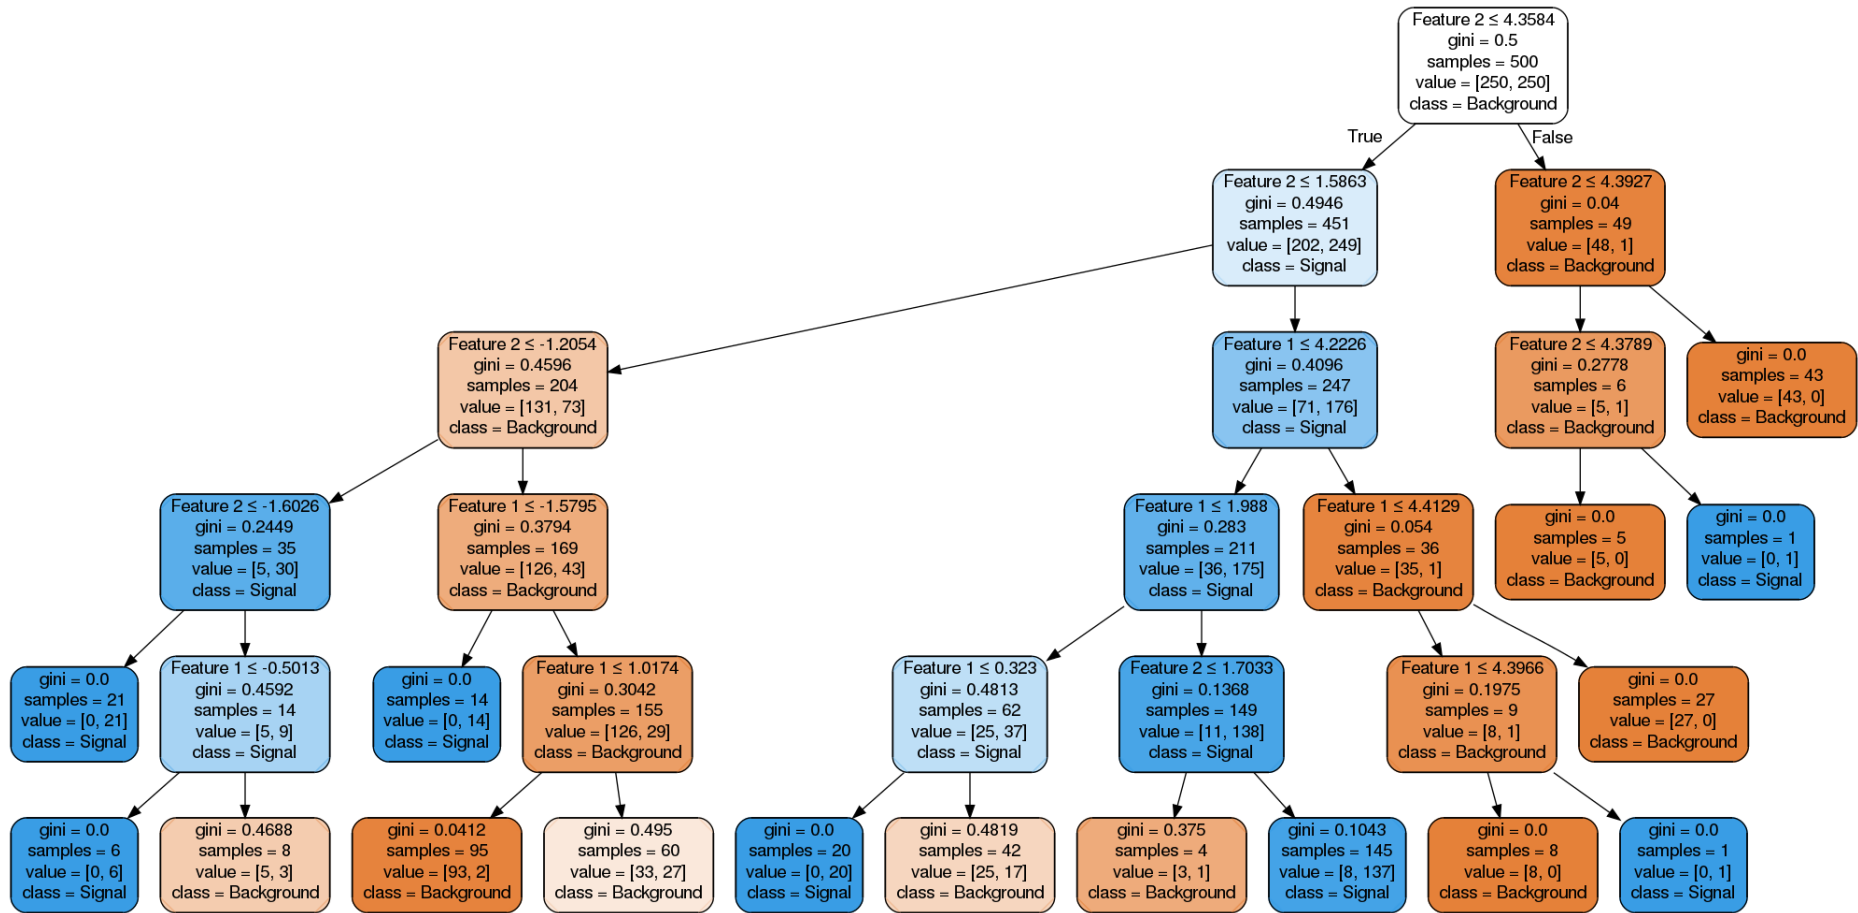 Feature 2 ≤ 4.3584
gini = 0.5
samples = 500
value = [250, 250]
class = Background
True
False
Feature 2 ≤ 1.5863
gini = 0.4946
samples = 451
value = [202, 249]
class = Signal
Feature 2 ≤ 4.3927
gini = 0.04
samples = 49
value = [48, 1]
class = Background
Feature 2 ≤ -1.2054
gini = 0.4596
samples = 204
value = [131, 73]
class = Background
Feature 1 ≤ 4.2226
gini = 0.4096
samples = 247
value = [71, 176]
class = Signal
Feature 2 ≤ 4.3789
gini = 0.2778
samples = 6
value = [5, 1]
class = Background
gini = 0.0
samples = 43
value = [43, 0]
class = Background
Feature 2 ≤ -1.6026
gini = 0.2449
samples = 35
value = [5, 30]
class = Signal
Feature 1 ≤ -1.5795
gini = 0.3794
samples = 169
value = [126, 43]
class = Background
Feature 1 ≤ 1.988
gini = 0.283
samples = 211
value = [36, 175]
class = Signal
Feature 1 ≤ 4.4129
gini = 0.054
samples = 36
value = [35, 1]
class = Background
gini = 0.0
samples = 5
value = [5, 0]
class = Background
gini = 0.0
samples = 1
value = [0, 1]
class = Signal
gini = 0.0
samples = 21
value = [0, 21]
class = Signal
Feature 1 ≤ -0.5013
gini = 0.4592
samples = 14
value = [5, 9]
class = Signal
gini = 0.0
samples = 14
value = [0, 14]
class = Signal
Feature 1 ≤ 1.0174
gini = 0.3042
samples = 155
value = [126, 29]
class = Background
Feature 1 ≤ 0.323
gini = 0.4813
samples = 62
value = [25, 37]
class = Signal
Feature 2 ≤ 1.7033
gini = 0.1368
samples = 149
value = [11, 138]
class = Signal
Feature 1 ≤ 4.3966
gini = 0.1975
samples = 9
value = [8, 1]
class = Background
gini = 0.0
samples = 27
value = [27, 0]
class = Background
gini = 0.0
samples = 6
value = [0, 6]
class = Signal
gini = 0.4688
samples = 8
value = [5, 3]
class = Background
gini = 0.0412
samples = 95
value = [93, 2]
class = Background
gini = 0.495
samples = 60
value = [33, 27]
class = Background
gini = 0.0
samples = 20
value = [0, 20]
class = Signal
gini = 0.4819
samples = 42
value = [25, 17]
class = Background
gini = 0.375
samples = 4
value = [3, 1]
class = Background
gini = 0.1043
samples = 145
value = [8, 137]
class = Signal
gini = 0.0
samples = 8
value = [8, 0]
class = Background
gini = 0.0
samples = 1
value = [0, 1]
class = Signal